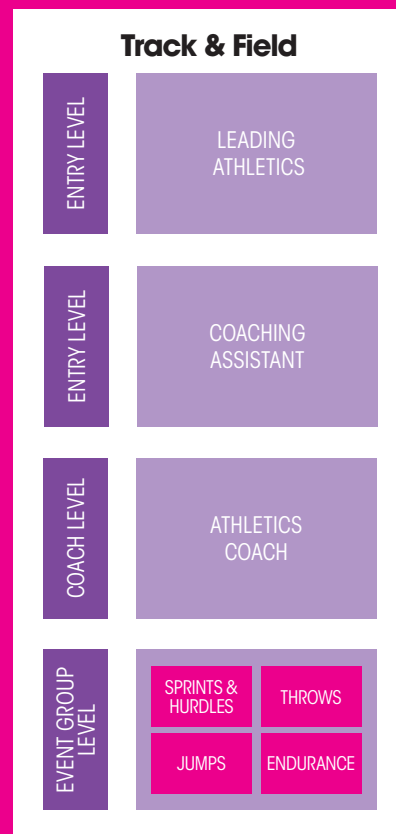 Track & Field
ENTRY LEVEL
LEADING
ATHLETICS
ENTRY LEVEL
COACHING
ASSISTANT
COACH LEVEL
ATHLETICS
COACH
EVENT GROUP
LEVEL
SPRINTS &
HURDLES
THROWS
JUMPS
ENDURANCE